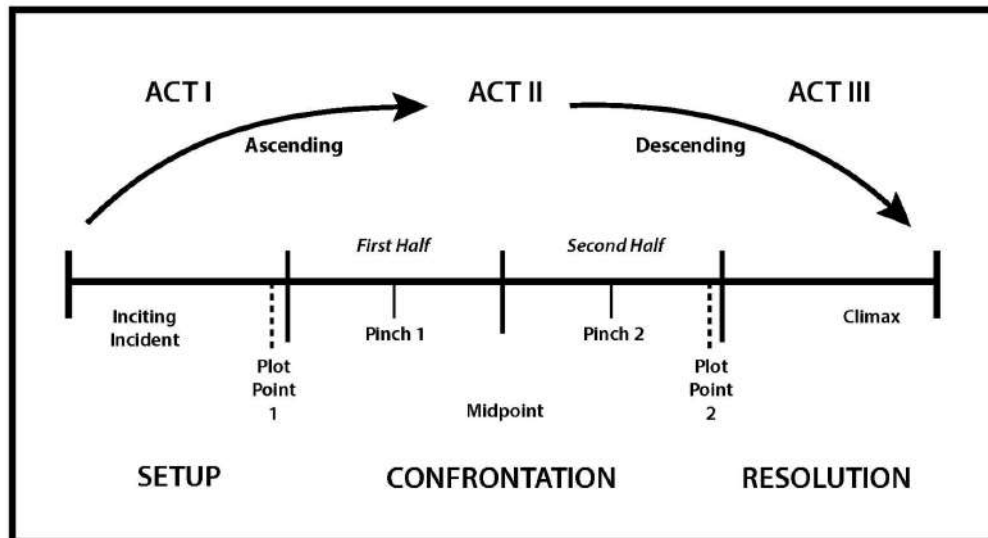 ACT I
ACT II
ACT III
Ascending
Descending
First Half
Second Half
Inciting
Incident
Pinch 1
Pinch 2
Climax
Plot
Point
1
Midpoint
Plot
Point
2
SETUP
CONFRONTATION
RESOLUTION